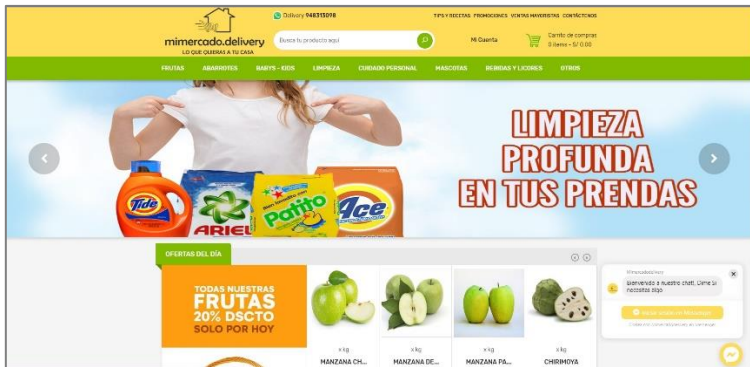 Delivery 948313098
TIPS Y RECETAS PROMOCIONES VENTAS MAYORISTAS CONTÁCTENOS
mimercado.delivery
LO QUE QUIERAS A TU CASA
Busca tu producto aquí
Mi Cuenta
Carrito de compras
0 items - S/ 0.00
FRUTAS ABARROTES BABYS - KIDS LIMPIEZA CUIDADO PERSONAL MASCOTAS BEBIDAS Y LICORES OTROS
LIMPIEZA
PROFUNDA
EN TUS PRENDAS
Tide
ARIEL
Patito
Ace
OFERTAS DEL DÍA
TODAS NUESTRAS
FRUTAS
20% DSCTO
SOLO POR HOY
x kg x kg x kg x kg
MANZANA CH... MANZANA DE... MANZANA PA... CHIRIMOYA
Mimercadodelivery
Bienvenido a nuestro chat!, Dime Si
necesitas algo